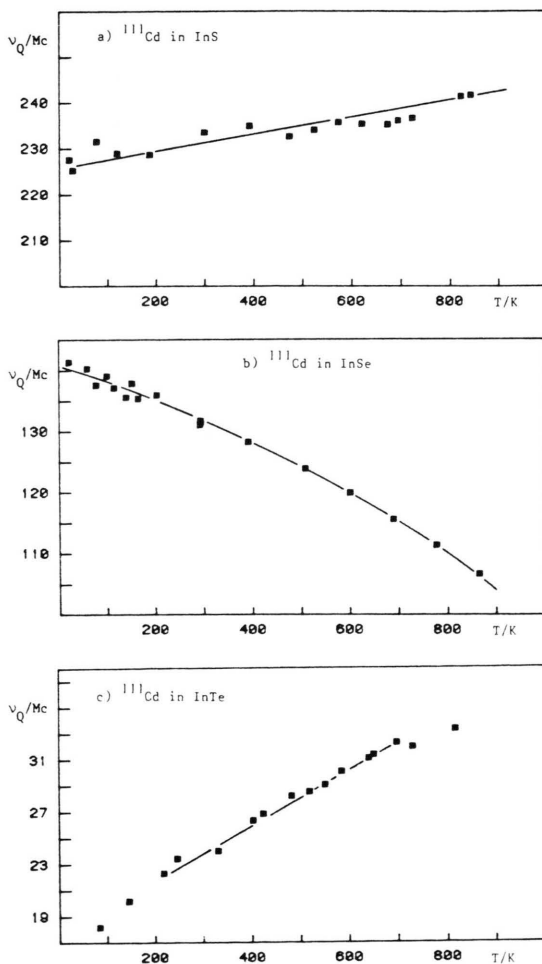 a) ¹¹¹Cd in InS
ν_Q/Mc
240
230
220
210
200 400 600 800 T/K
b) ¹¹¹Cd in InSe
ν_Q/Mc
130
120
110
200 400 600 800 T/K
c) ¹¹¹Cd in InTe
ν_Q/Mc
31
27
23
19
200 400 600 800 T/K